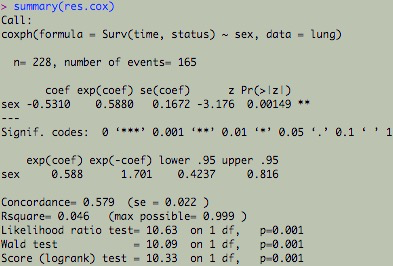 > summary(res.cox)
Call:
coxph(formula = Surv(time, status) ~ sex, data = lung)
n= 228, number of events= 165
coef exp(coef) se(coef) z Pr(>|z|)
sex -0.5310 0.5880 0.1672 -3.176 0.00149 **
---
Signif. codes: 0 ‘***’ 0.001 ‘**’ 0.01 ‘*’ 0.05 ‘.’ 0.1 ‘ ’ 1
exp(coef) exp(-coef) lower .95 upper .95
sex 0.588 1.701 0.4237 0.816
Concordance= 0.579 (se = 0.022 )
Rsquare= 0.046 (max possible= 0.999 )
Likelihood ratio test= 10.63 on 1 df, p=0.001
Wald test = 10.09 on 1 df, p=0.001
Score (logrank) test = 10.33 on 1 df, p=0.001